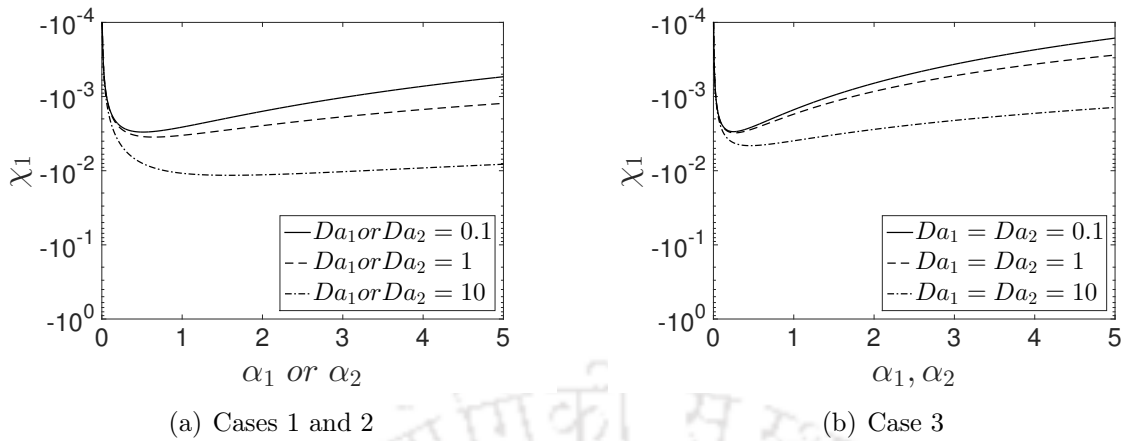 -10^-4
-10^-3
-10^-2
-10^-1
-10^0
χ1
0 1 2 3 4 5
α1 or α2
Da1orDa2 = 0.1
Da1orDa2 = 1
Da1orDa2 = 10
(a) Cases 1 and 2
-10^-4
-10^-3
-10^-2
-10^-1
-10^0
χ1
0 1 2 3 4 5
α1, α2
Da1 = Da2 = 0.1
Da1 = Da2 = 1
Da1 = Da2 = 10
(b) Case 3